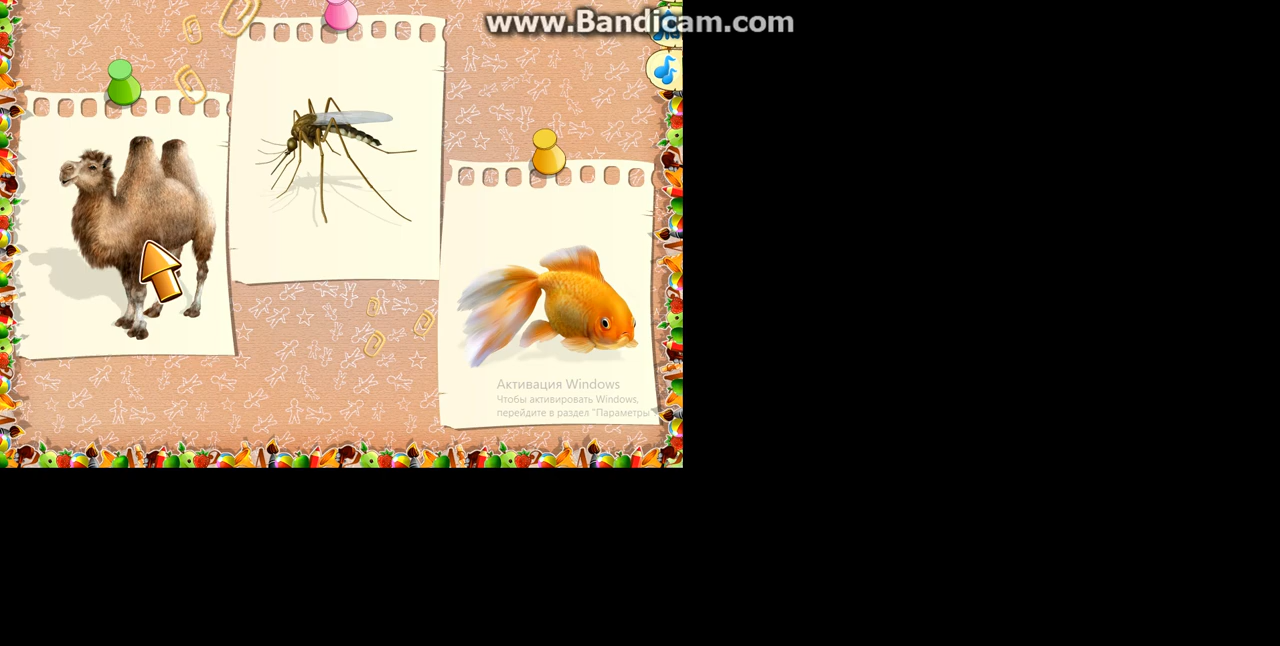 www.Bandicam.com
Активация Windows
Чтобы активировать Windows,
перейдите в раздел "Параметры